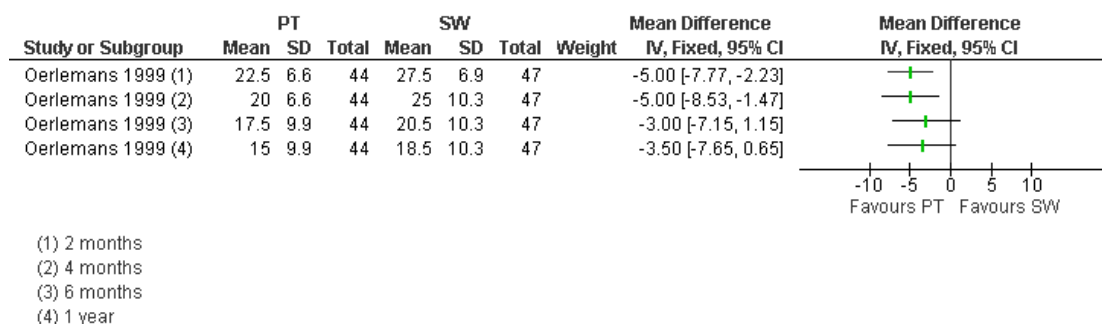 PT SW Mean Difference Mean Difference
Study or Subgroup Mean SD Total Mean SD Total Weight IV, Fixed, 95% CI IV, Fixed, 95% CI
Oerlemans 1999 (1) 22.5 6.6 44 27.5 6.9 47 -5.00 [-7.77, -2.23]
Oerlemans 1999 (2) 20 6.6 44 25 10.3 47 -5.00 [-8.53, -1.47]
Oerlemans 1999 (3) 17.5 9.9 44 20.5 10.3 47 -3.00 [-7.15, 1.15]
Oerlemans 1999 (4) 15 9.9 44 18.5 10.3 47 -3.50 [-7.65, 0.65]
-10 -5 0 5 10
Favours PT Favours SW
(1) 2 months
(2) 4 months
(3) 6 months
(4) 1 year